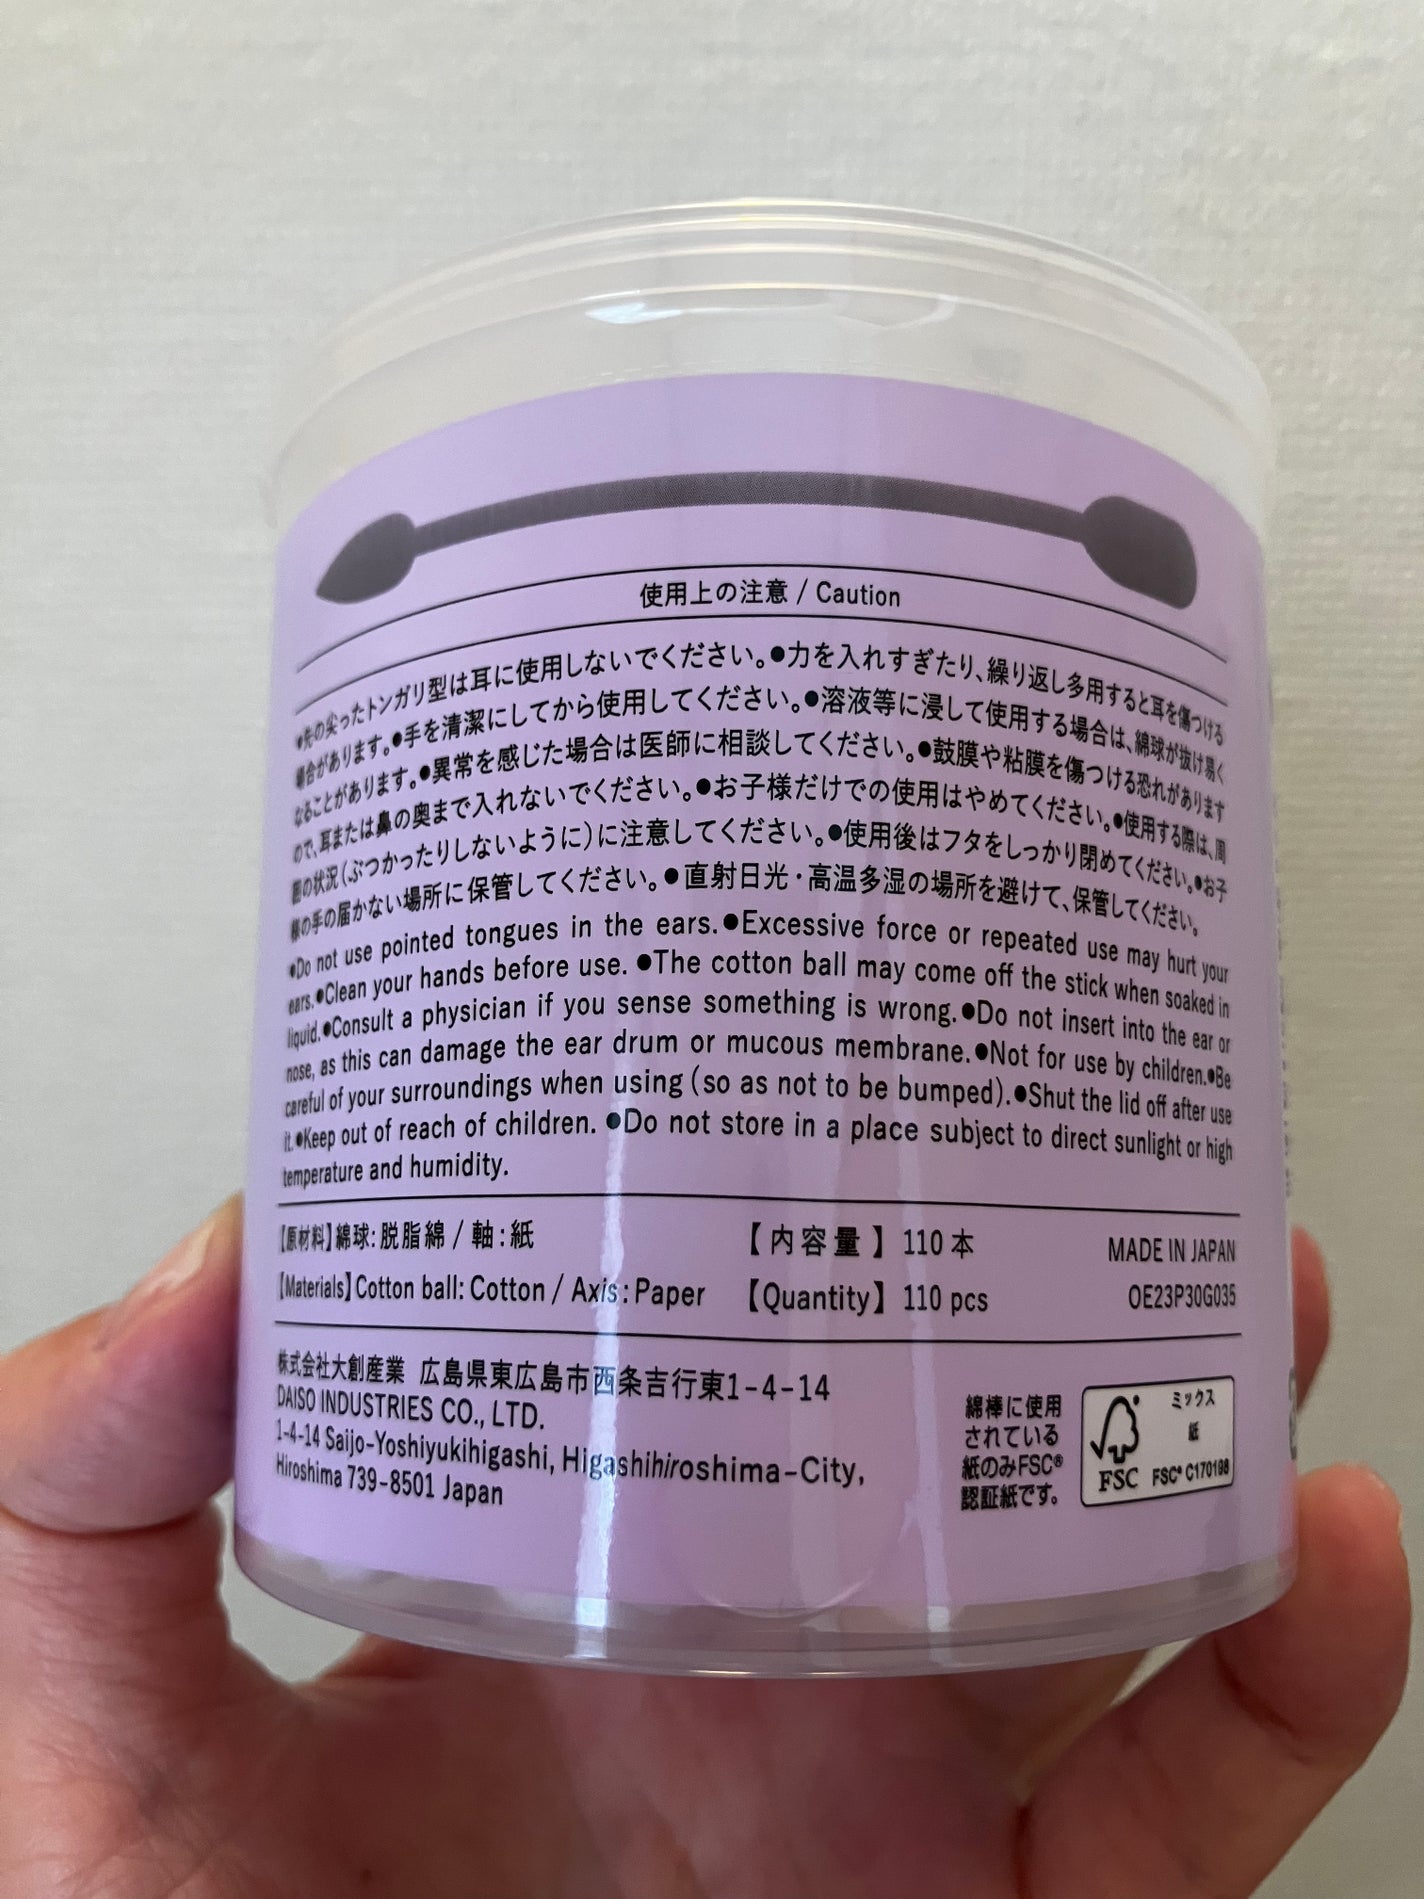 使用上の注意 / Caution
●先の尖ったトンガリ型は耳に使用しないでください。●力を入れすぎたり、繰り返し多用すると耳を傷つける
場合があります。●手を清潔にしてから使用してください。●溶液等に浸して使用する場合は、綿球が抜け易く
なることがあります。●異常を感じた場合は医師に相談してください。●鼓膜や粘膜を傷つける恐れがあります
ので、耳または鼻の奥まで入れないでください。●お子様だけでの使用はやめてください。●使用する際は、周
囲の状況(ぶつかったりしないように)に注意してください。●使用後はフタをしっかり閉めてください。●お子
様の手の届かない場所に保管してください。●直射日光・高温多湿の場所を避けて、保管してください。
●Do not use pointed tongues in the ears.●Excessive force or repeated use may hurt your
ears.●Clean your hands before use. ●The cotton ball may come off the stick when soaked in
liquid.●Consult a physician if you sense something is wrong.●Do not insert into the ear or
nose, as this can damage the ear drum or mucous membrane.●Not for use by children.●Be
careful of your surroundings when using (so as not to be bumped).●Shut the lid off after use
it.●Keep out of reach of children. ●Do not store in a place subject to direct sunlight or high
temperature and humidity.
【原材料】綿球:脱脂綿 / 軸:紙 【内容量】110本
[Materials] Cotton ball: Cotton / Axis: Paper 【Quantity】110 pcs
MADE IN JAPAN
OE23P30G035
株式会社大創産業 広島県東広島市西条吉行東1-4-14
DAISO INDUSTRIES CO., LTD.
1-4-14 Saijo-Yoshiyukihigashi, Higashihiroshima-City,
Hiroshima 739-8501 Japan
綿棒に使用
されている
紙のみFSC®
認証紙です。
FSC
ミックス
紙
FSC® C170198